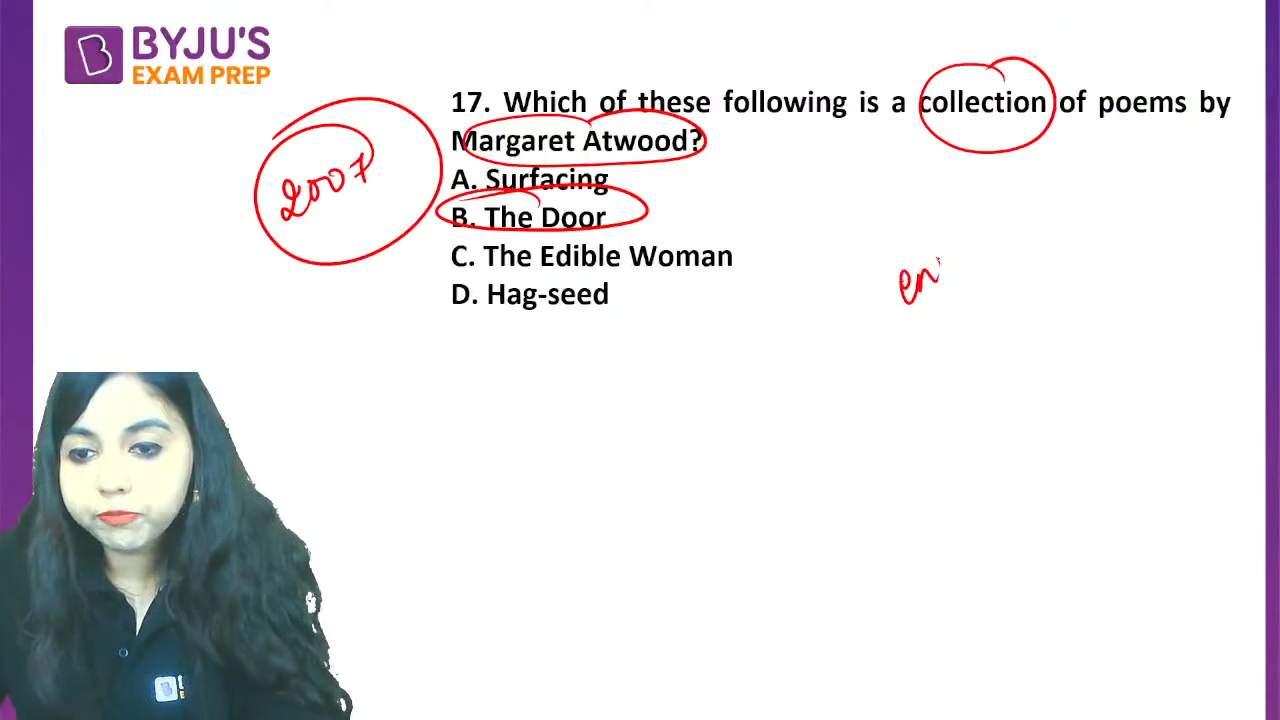 BYJU'S
EXAM PREP
17. Which of these following is a collection of poems by
Margaret Atwood?
A. Surfacing
B. The Door
C. The Edible Woman
D. Hag-seed
2007
en